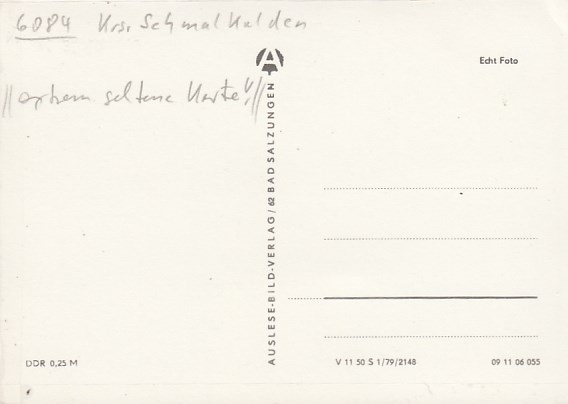 6084 Krs. Schmalkalden
A
Echt Foto
//extrem seltene Karte!//
AUSLESE-BILD-VERLAG / 62 BAD SALZUNGEN
DDR 0,25 M
V 11 50 S 1/79/2148
09 11 06 055